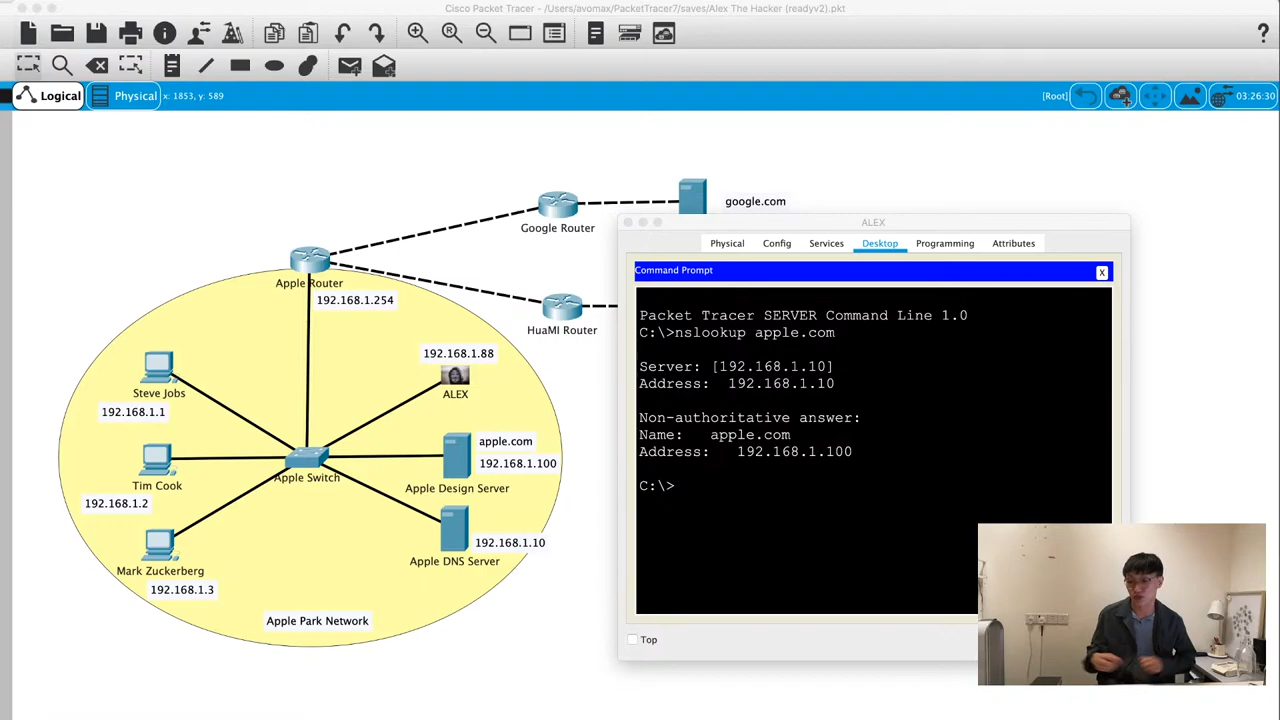 Cisco Packet Tracer - /Users/avomax/PacketTracer7/saves/Alex The Hacker (readyv2).pkt
?
Logical
Physical
x: 1853, y: 589
[Root]
03:26:30
google.com
Google Router
ALEX
Physical
Config
Services
Desktop
Programming
Attributes
Apple Router
192.168.1.254
HuaMI Router
Command Prompt
X
Packet Tracer SERVER Command Line 1.0
C:\>nslookup apple.com
Server: [192.168.1.10]
Address: 192.168.1.10
Non-authoritative answer:
Name: apple.com
Address: 192.168.1.100
C:\>
Top
192.168.1.88
ALEX
Steve Jobs
192.168.1.1
apple.com
192.168.1.100
Apple Design Server
Apple Switch
Tim Cook
192.168.1.2
192.168.1.10
Apple DNS Server
Mark Zuckerberg
192.168.1.3
Apple Park Network